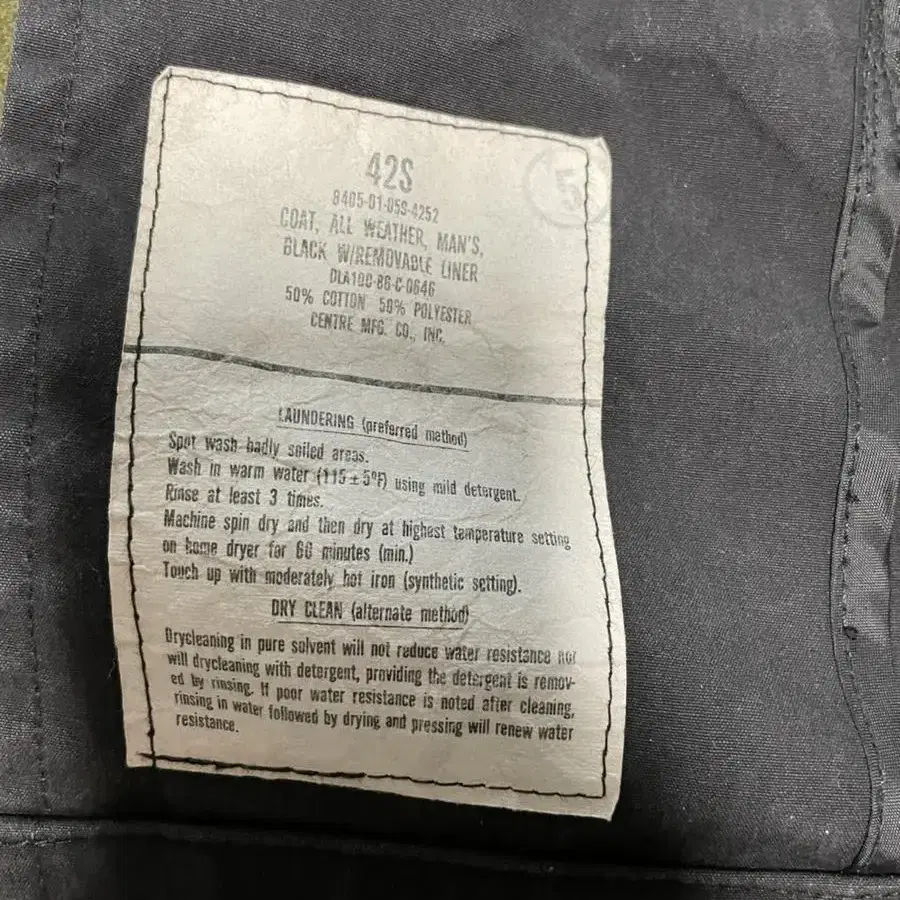 42S
8405-01-05S-4252
COAT, ALL WEATHER, MAN'S,
BLACK W/REMOVABLE LINER
DLA100-86-C-0646
50% COTTON 50% POLYESTER
CENTRE MFG. CO., INC.
LAUNDERING (preferred method)
Spot wash badly soiled areas.
Wash in warm water (115 ± 5°F) using mild detergent.
Rinse at least 3 times.
Machine spin dry and then dry at highest temperature setting
on home dryer for 60 minutes (min.)
Touch up with moderately hot iron (synthetic setting).
DRY CLEAN (alternate method)
Drycleaning in pure solvent will not reduce water resistance nor
will drycleaning with detergent, providing the detergent is remov-
ed by rinsing. If poor water resistance is noted after cleaning,
rinsing in water followed by drying and pressing will renew water
resistance.